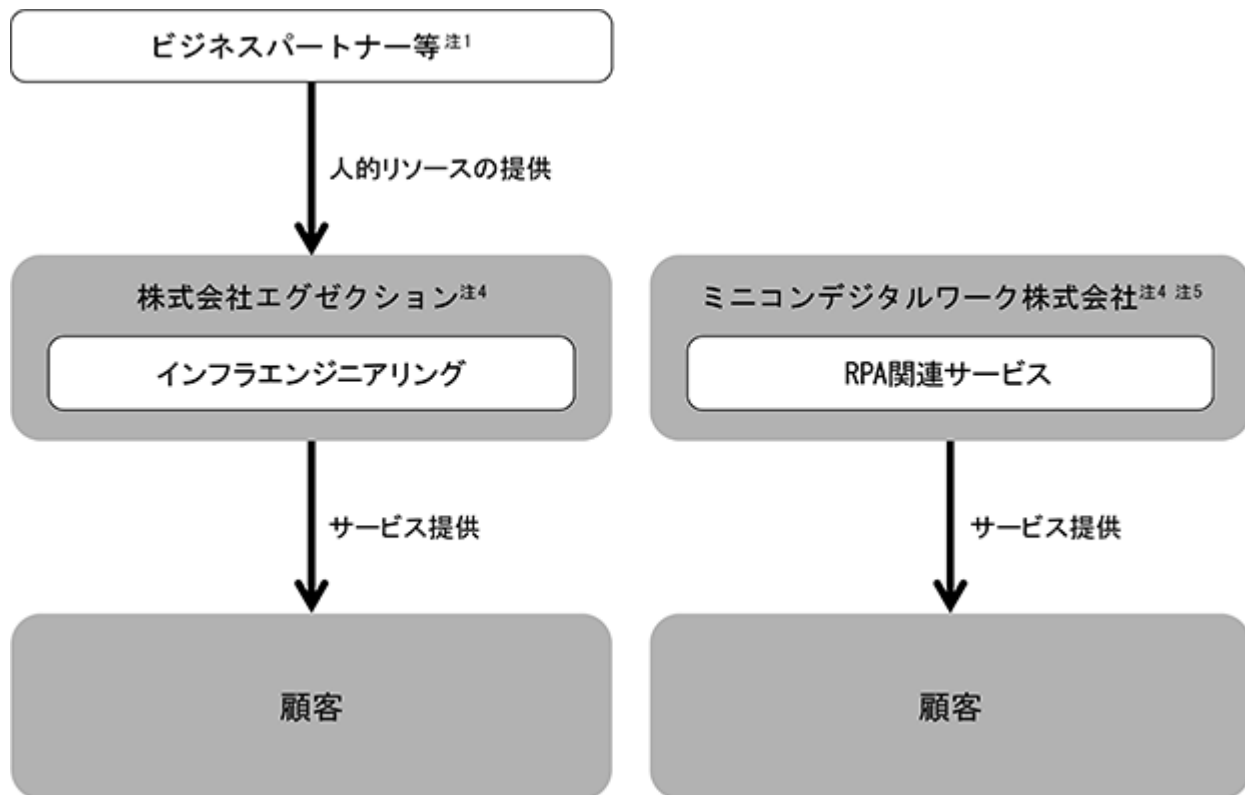 ビジネスパートナー等注1
人的リソースの提供
株式会社エグゼクション注4
インフラエンジニアリング
サービス提供
顧客
ミニコンデジタルワーク株式会社注4 注5
RPA関連サービス
サービス提供
顧客